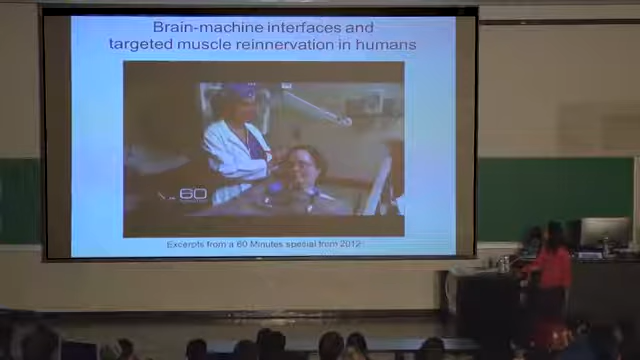 Brain-machine interfaces and
targeted muscle reinnervation in humans
60
Excerpts from a 60 Minutes special from 2012